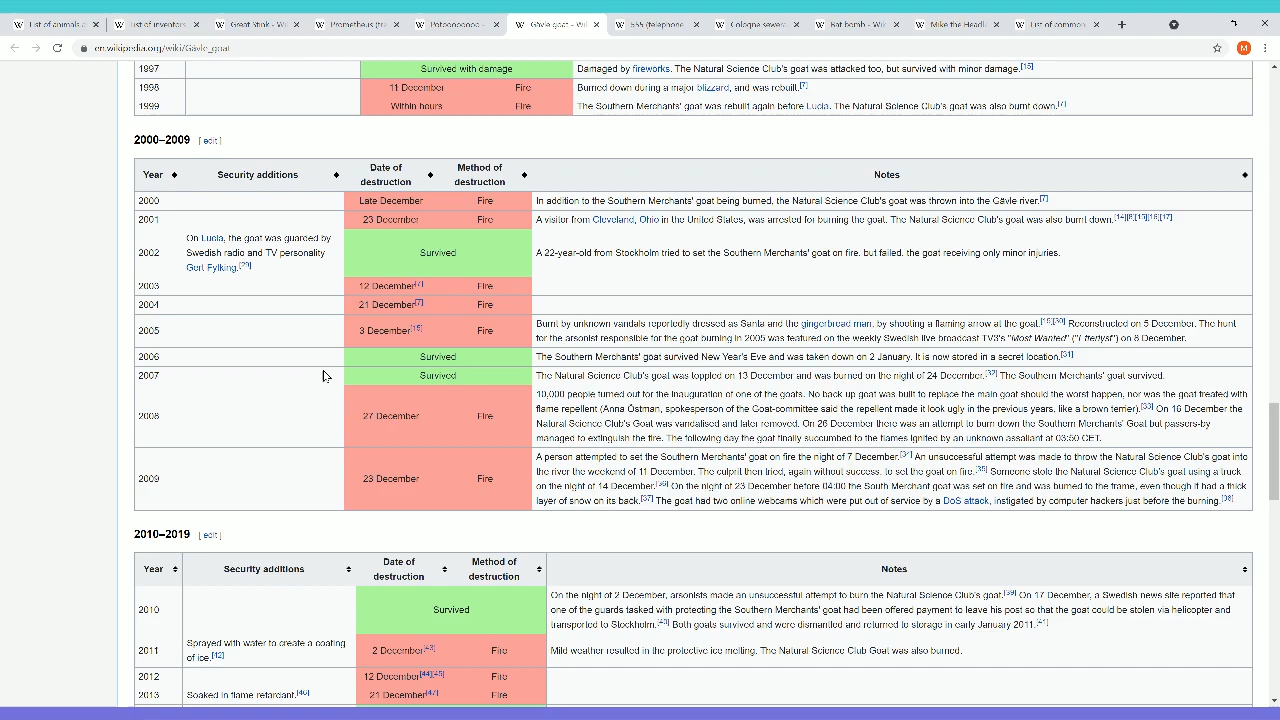 List of animals
List of inventors
Great Stink - Wi
Prometheus (tre
Potoooooooo -
Gävle goat - Wi
555 (telephone
Cologne sewer
Bat bomb - Wik
Mike the Headl
List of common
en.wikipedia.org/wiki/Gävle_goat
M
1997 Survived with damage Damaged by fireworks. The Natural Science Club's goat was attacked too, but survived with minor damage.[15]
1998 11 December Fire Burned down during a major blizzard, and was rebuilt.[7]
1999 Within hours Fire The Southern Merchants' goat was rebuilt again before Lucia. The Natural Science Club's goat was also burnt down.[7]
2000–2009 [ edit ]
Year Security additions Date of destruction Method of destruction Notes
2000 Late December Fire In addition to the Southern Merchants' goat being burned, the Natural Science Club's goat was thrown into the Gävle river.[7]
2001 23 December Fire A visitor from Cleveland, Ohio in the United States, was arrested for burning the goat. The Natural Science Club's goat was also burnt down.[14][8][15][16][17]
On Lucia, the goat was guarded by
2002 Swedish radio and TV personality Survived A 22-year-old from Stockholm tried to set the Southern Merchants' goat on fire, but failed, the goat receiving only minor injuries.
Gert Fylking.[29]
2003 12 December[7] Fire
2004 21 December[7] Fire
2005 3 December[19] Fire Burnt by unknown vandals reportedly dressed as Santa and the gingerbread man, by shooting a flaming arrow at the goat.[19][30] Reconstructed on 5 December. The hunt
for the arsonist responsible for the goat burning in 2005 was featured on the weekly Swedish live broadcast TV3's "Most Wanted" ("Efterlyst") on 8 December.
2006 Survived The Southern Merchants' goat survived New Year's Eve and was taken down on 2 January. It is now stored in a secret location.[31]
2007 Survived The Natural Science Club's goat was toppled on 13 December and was burned on the night of 24 December.[32] The Southern Merchants' goat survived.
10,000 people turned out for the inauguration of one of the goats. No back up goat was built to replace the main goat should the worst happen, nor was the goat treated with
2008 27 December Fire flame repellent (Anna Östman, spokesperson of the Goat-committee said the repellent made it look ugly in the previous years, like a brown terrier).[33] On 16 December the
Natural Science Club's Goat was vandalised and later removed. On 26 December there was an attempt to burn down the Southern Merchants' Goat but passers-by
managed to extinguish the fire. The following day the goat finally succumbed to the flames ignited by an unknown assailant at 03:50 CET.
A person attempted to set the Southern Merchants' goat on fire the night of 7 December.[34] An unsuccessful attempt was made to throw the Natural Science Club's goat into
2009 23 December Fire the river the weekend of 11 December. The culprit then tried, again without success, to set the goat on fire.[35] Someone stole the Natural Science Club's goat using a truck
on the night of 14 December.[36] On the night of 23 December before 04:00 the South Merchant goat was set on fire and was burned to the frame, even though it had a thick
layer of snow on its back.[37] The goat had two online webcams which were put out of service by a DoS attack, instigated by computer hackers just before the burning.[38]
2010–2019 [ edit ]
Year Security additions Date of destruction Method of destruction Notes
On the night of 2 December, arsonists made an unsuccessful attempt to burn the Natural Science Club's goat.[39] On 17 December, a Swedish news site reported that
2010 Survived one of the guards tasked with protecting the Southern Merchants' goat had been offered payment to leave his post so that the goat could be stolen via helicopter and
transported to Stockholm.[40] Both goats survived and were dismantled and returned to storage in early January 2011.[41]
2011 Sprayed with water to create a coating of ice.[12] 2 December[43] Fire Mild weather resulted in the protective ice melting. The Natural Science Club Goat was also burned.
2012 12 December[44][45] Fire
2013 Soaked in flame retardant.[46] 21 December[47] Fire